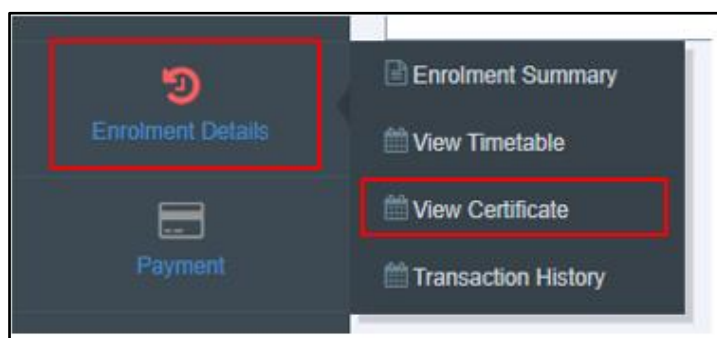 Enrolment Details
Payment
Enrolment Summary
View Timetable
View Certificate
Transaction History